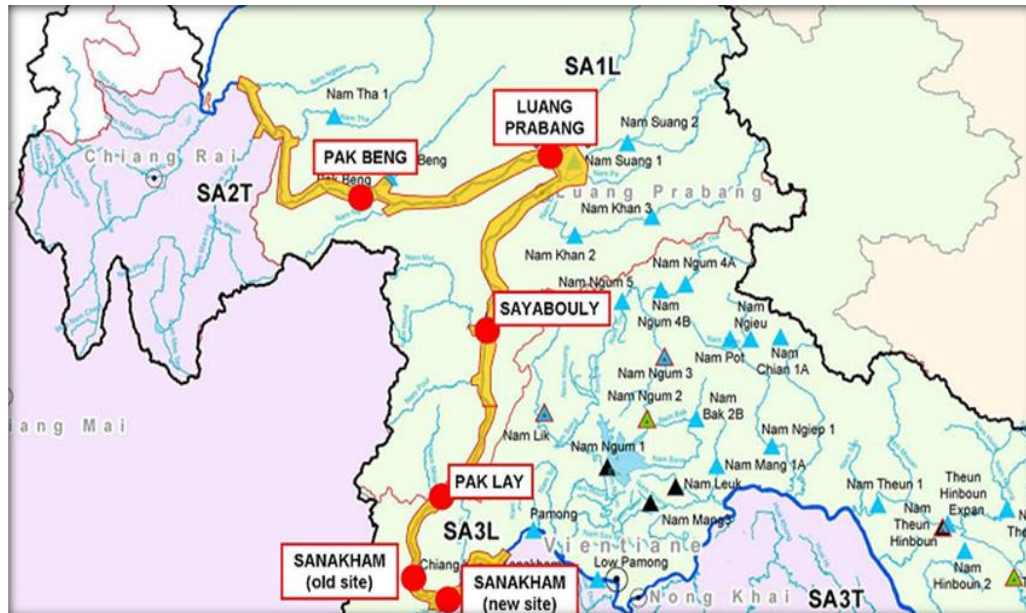 SA1L
Nam Tha 1
Nam Tha
LUANG
PRABANG
Nam Suang 2
Chiang Rai
PAK BENG
Beng
Pak Beng
Nam Suang 1
SA2T
Luang Prabang
Nam Khan 3
Nam Khan 2
Nam Ngum 4A
Nam Ngum 5
Nam
Ngum 4B
Nam
Ngieu
SAYABOULY
Nam Pot
Nam
Chian 1A
Nam Ngum 3
Nam Ngum 2
Nam
Bak 2B
iang Mai
Nam Lik
Nam Ngum 1
Nam Ngiep 1
Nam Mang 1A
PAK LAY
Nam Leuk
Nam Theun 1
Theun
Hinboun
Expan
Nam
Theun
Hinboun
Nam
The
SA3L
Pamong
Nam Mang3
Vientiane
SANAKHAM
(old site)
Chiang
Low Pamong
Nam
Hinboun 2
SANAKHAM
(new site)
Nong Khai
SA3T